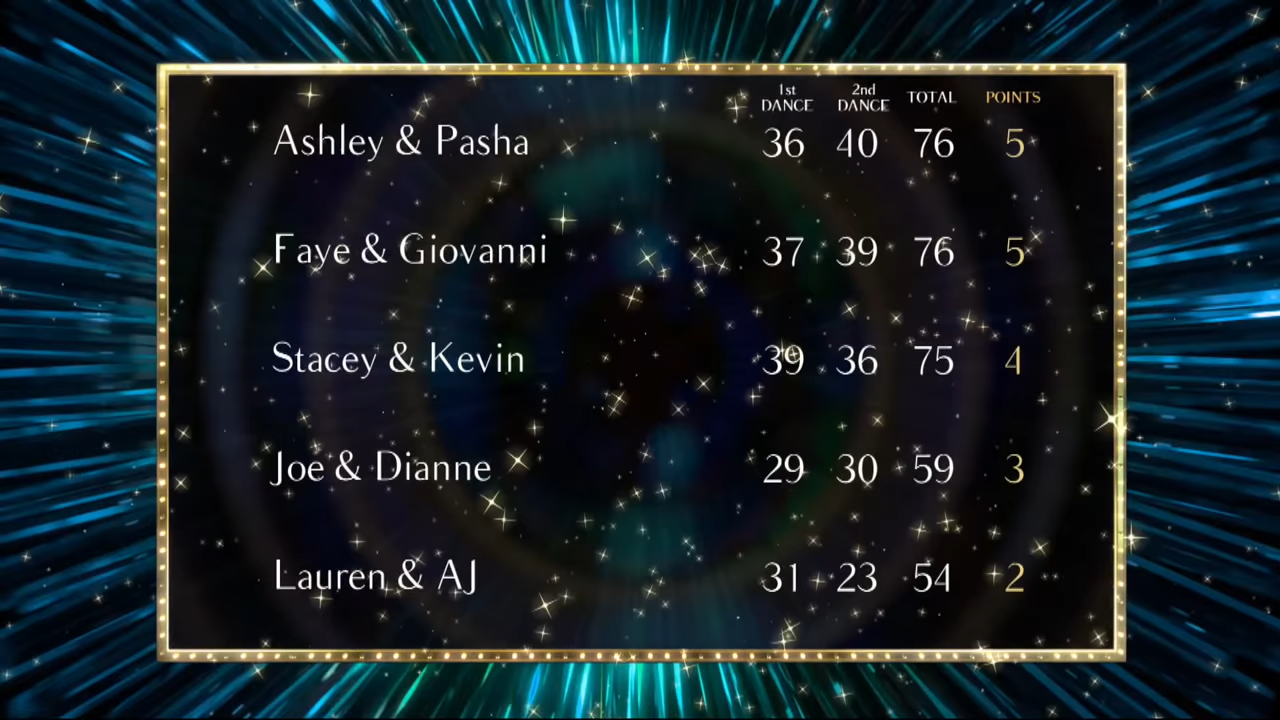 1st DANCE 2nd DANCE TOTAL POINTS
Ashley & Pasha 36 40 76 5
Faye & Giovanni 37 39 76 5
Stacey & Kevin 39 36 75 4
Joe & Dianne 29 30 59 3
Lauren & AJ 31 23 54 2